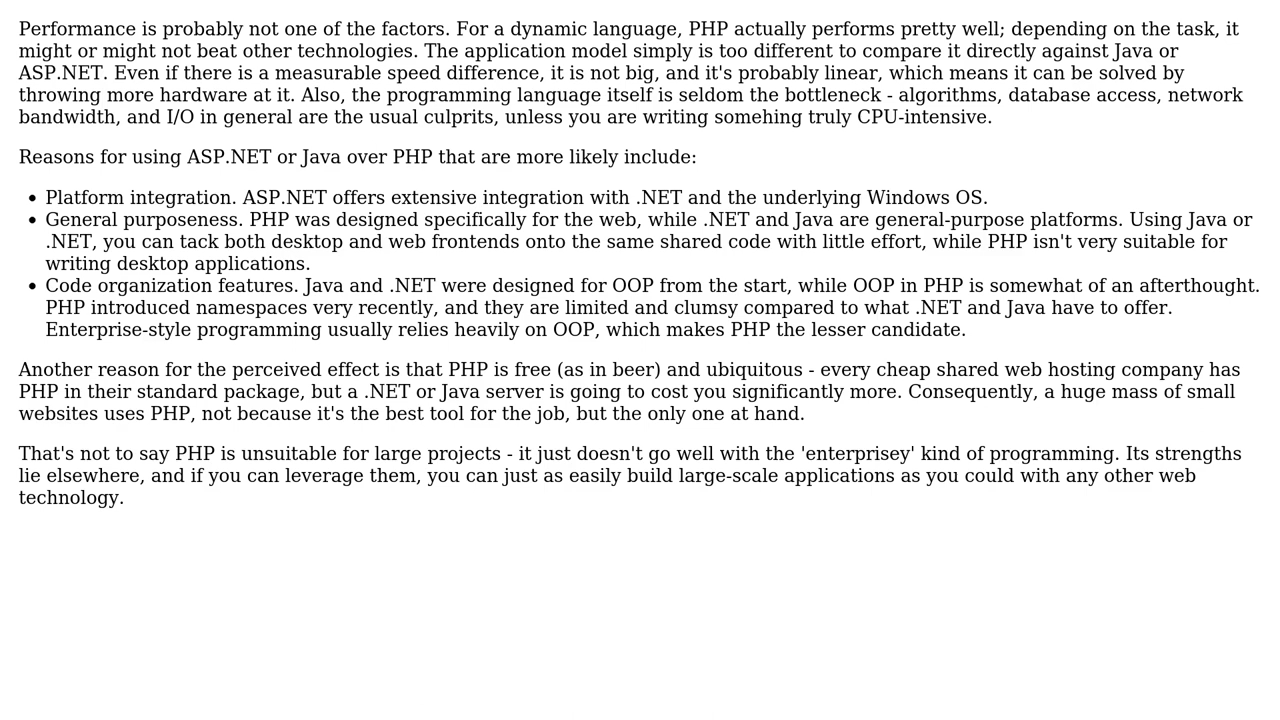 Performance is probably not one of the factors. For a dynamic language, PHP actually performs pretty well; depending on the task, it
might or might not beat other technologies. The application model simply is too different to compare it directly against Java or
ASP.NET. Even if there is a measurable speed difference, it is not big, and it's probably linear, which means it can be solved by
throwing more hardware at it. Also, the programming language itself is seldom the bottleneck - algorithms, database access, network
bandwidth, and I/O in general are the usual culprits, unless you are writing somehing truly CPU-intensive.
Reasons for using ASP.NET or Java over PHP that are more likely include:
• Platform integration. ASP.NET offers extensive integration with .NET and the underlying Windows OS.
• General purposeness. PHP was designed specifically for the web, while .NET and Java are general-purpose platforms. Using Java or
.NET, you can tack both desktop and web frontends onto the same shared code with little effort, while PHP isn't very suitable for
writing desktop applications.
• Code organization features. Java and .NET were designed for OOP from the start, while OOP in PHP is somewhat of an afterthought.
PHP introduced namespaces very recently, and they are limited and clumsy compared to what .NET and Java have to offer.
Enterprise-style programming usually relies heavily on OOP, which makes PHP the lesser candidate.
Another reason for the perceived effect is that PHP is free (as in beer) and ubiquitous - every cheap shared web hosting company has
PHP in their standard package, but a .NET or Java server is going to cost you significantly more. Consequently, a huge mass of small
websites uses PHP, not because it's the best tool for the job, but the only one at hand.
That's not to say PHP is unsuitable for large projects - it just doesn't go well with the 'enterprisey' kind of programming. Its strengths
lie elsewhere, and if you can leverage them, you can just as easily build large-scale applications as you could with any other web
technology.